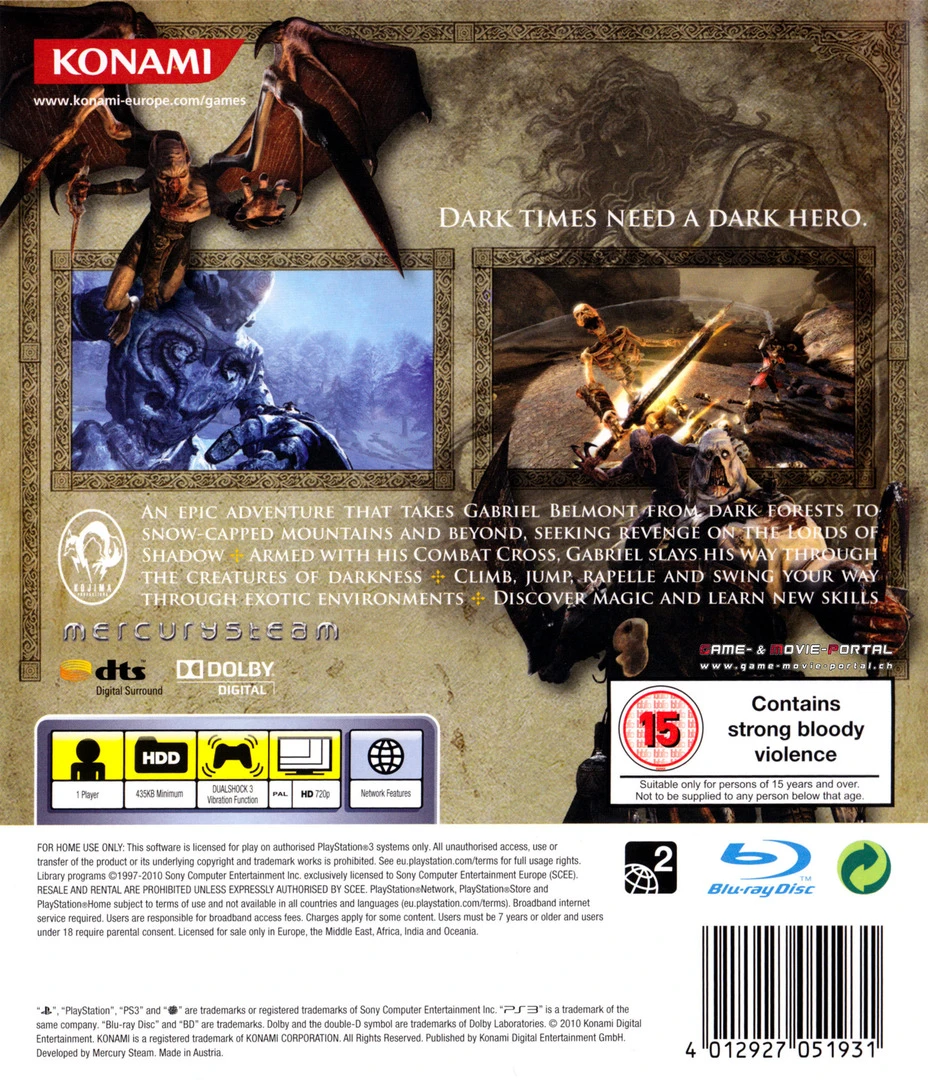 KONAMI
www.konami-europe.com/games
DARK TIMES NEED A DARK HERO.
AN EPIC ADVENTURE THAT TAKES GABRIEL BELMONT FROM DARK FORESTS TO
SNOW-CAPPED MOUNTAINS AND BEYOND, SEEKING REVENGE ON THE LORDS OF
SHADOW ✣ ARMED WITH HIS COMBAT CROSS, GABRIEL SLAYS HIS WAY THROUGH
THE CREATURES OF DARKNESS ✣ CLIMB, JUMP, RAPELLE AND SWING YOUR WAY
THROUGH EXOTIC ENVIRONMENTS ✣ DISCOVER MAGIC AND LEARN NEW SKILLS
KOJIMA
PRODUCTIONS
mercurysteam
GAME- & MOVIE-PORTAL
www.game-movie-portal.ch
dts
Digital Surround
DOLBY
DIGITAL
15
Contains
strong bloody
violence
Suitable only for persons of 15 years and over.
Not to be supplied to any person below that age.
HDD
1 Player
435KB Minimum
DUALSHOCK 3
Vibration Function
PAL
HD 720p
Network Features
FOR HOME USE ONLY: This software is licensed for play on authorised PlayStation®3 systems only. All unauthorised access, use or
transfer of the product or its underlying copyright and trademark works is prohibited. See eu.playstation.com/terms for full usage rights.
Library programs ©1997-2010 Sony Computer Entertainment Inc. exclusively licensed to Sony Computer Entertainment Europe (SCEE).
RESALE AND RENTAL ARE PROHIBITED UNLESS EXPRESSLY AUTHORISED BY SCEE. PlayStation®Network, PlayStation®Store and
PlayStation®Home subject to terms of use and not available in all countries and languages (eu.playstation.com/terms). Broadband internet
service required. Users are responsible for broadband access fees. Charges apply for some content. Users must be 7 years or older and users
under 18 require parental consent. Licensed for sale only in Europe, the Middle East, Africa, India and Oceania.
2
Blu-ray Disc™
"", "PlayStation", "PS3" and "" are trademarks or registered trademarks of Sony Computer Entertainment Inc. "PS3" is a trademark of the
same company. "Blu-ray Disc" and "BD" are trademarks. Dolby and the double-D symbol are trademarks of Dolby Laboratories. © 2010 Konami Digital
Entertainment. KONAMI is a registered trademark of KONAMI CORPORATION. All Rights Reserved. Published by Konami Digital Entertainment GmbH.
Developed by Mercury Steam. Made in Austria.
4 012927 051931